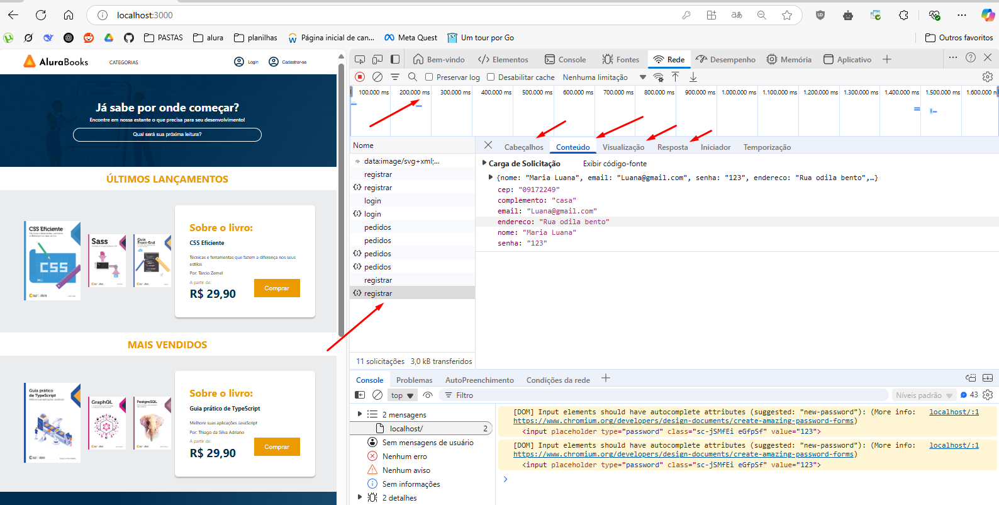 localhost:3000
PASTAS
alura
planilhas
Página inicial de can...
Meta Quest
Um tour por Go
Outros favoritos
AluraBooks
CATEGORIAS
Login
Cadastrar-se
Já sabe por onde começar?
Encontre em nossa estante o que precisa para seu desenvolvimento!
Qual será sua próxima leitura?
ÚLTIMOS LANÇAMENTOS
CSS Eficiente
CSS
Sass
Guia
Front-End
Sobre o livro:
CSS Eficiente
Técnicas e ferramentas que fazem a diferença nos seus
estilos
Por: Tárcio Zemel
A partir de:
R$ 29,90
Comprar
MAIS VENDIDOS
Guia prático
de TypeScript
GraphQL
PostgreSQL
Sobre o livro:
Guia prático de TypeScript
Melhore suas aplicações JavaScript
Por: Thiago da Silva Adriano
A partir de:
R$ 29,90
Comprar
Bem-vindo
Elementos
Console
Fontes
Rede
Desempenho
Memória
Aplicativo
Preservar log
Desabilitar cache
Nenhuma limitação
100.000 ms
200.000 ms
300.000 ms
400.000 ms
500.000 ms
600.000 ms
700.000 ms
800.000 ms
900.000 ms
1.000.000 ms
1.100.000 ms
1.200.000 ms
1.300.000 ms
1.400.000 ms
1.500.000 ms
Nome
data:image/svg+xml;...
registrar
registrar
login
login
pedidos
pedidos
pedidos
pedidos
registrar
registrar
11 solicitações
3,0 kB transferidos
Cabeçalhos
Conteúdo
Visualização
Resposta
Iniciador
Temporização
Carga de Solicitação
Exibir código-fonte
{nome: "Maria Luana", email: "Luana@gmail.com", senha: "123", endereco: "Rua odila bento",…}
cep: "09172249"
complemento: "casa"
email: "Luana@gmail.com"
endereco: "Rua odila bento"
nome: "Maria Luana"
senha: "123"
Console
Problemas
AutoPreenchimento
Condições da rede
top
Filtro
Níveis padrão
43
2 mensagens
localhost/
2
Sem mensagens de usuário
Nenhum erro
Nenhum aviso
Sem informações
2 detalhes
[DOM] Input elements should have autocomplete attributes (suggested: "new-password"): (More info: localhost/:1
https://www.chromium.org/developers/design-documents/create-amazing-password-forms)
<input placeholder type="password" class="sc-jSMfEi eGfpSf" value="123">
[DOM] Input elements should have autocomplete attributes (suggested: "new-password"): (More info: localhost/:1
https://www.chromium.org/developers/design-documents/create-amazing-password-forms)
<input placeholder type="password" class="sc-jSMfEi eGfpSf" value="123">